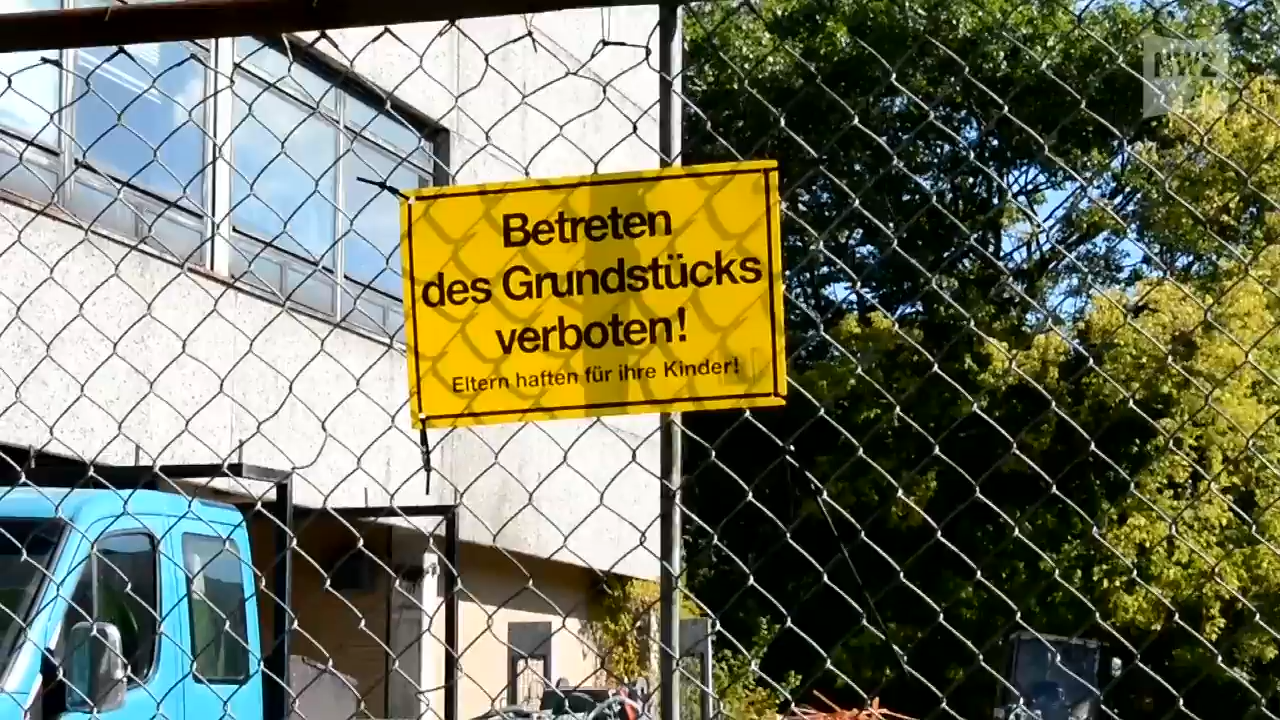 Betreten
des Grundstücks
verboten!
Eltern haften für ihre Kinder!